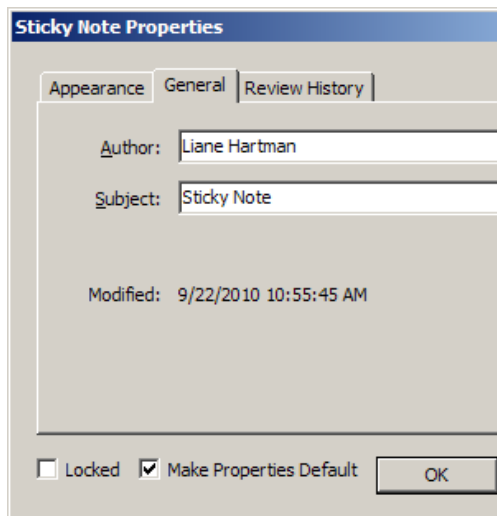 Sticky Note Properties
Appearance General Review History
Author: Liane Hartman
Subject: Sticky Note
Modified: 9/22/2010 10:55:45 AM
Locked Make Properties Default OK